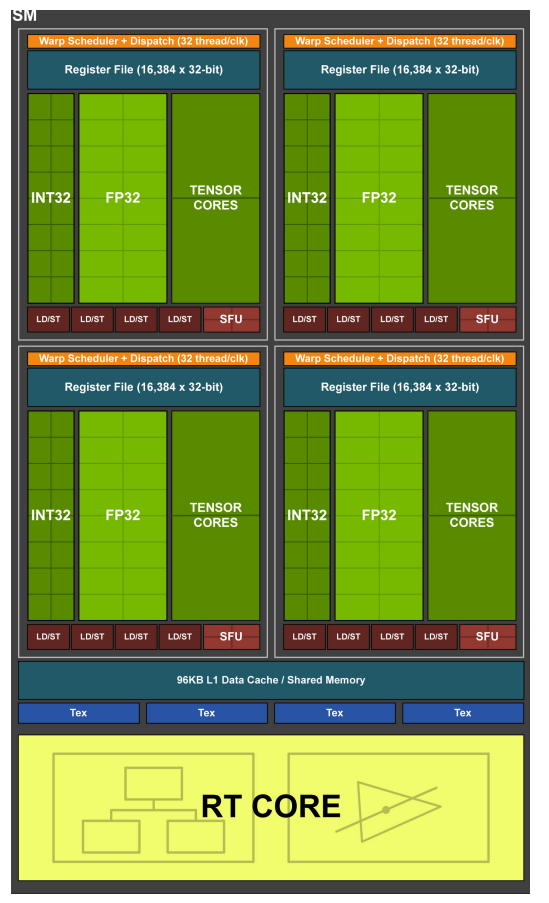 SM
Warp Scheduler + Dispatch (32 thread/clk)
Register File (16,384 x 32-bit)
INT32
FP32
TENSOR
CORES
LD/ST
LD/ST
LD/ST
LD/ST
SFU
Warp Scheduler + Dispatch (32 thread/clk)
Register File (16,384 x 32-bit)
INT32
FP32
TENSOR
CORES
LD/ST
LD/ST
LD/ST
LD/ST
SFU
Warp Scheduler + Dispatch (32 thread/clk)
Register File (16,384 x 32-bit)
INT32
FP32
TENSOR
CORES
LD/ST
LD/ST
LD/ST
LD/ST
SFU
Warp Scheduler + Dispatch (32 thread/clk)
Register File (16,384 x 32-bit)
INT32
FP32
TENSOR
CORES
LD/ST
LD/ST
LD/ST
LD/ST
SFU
96KB L1 Data Cache / Shared Memory
Tex
Tex
Tex
Tex
RT CORE